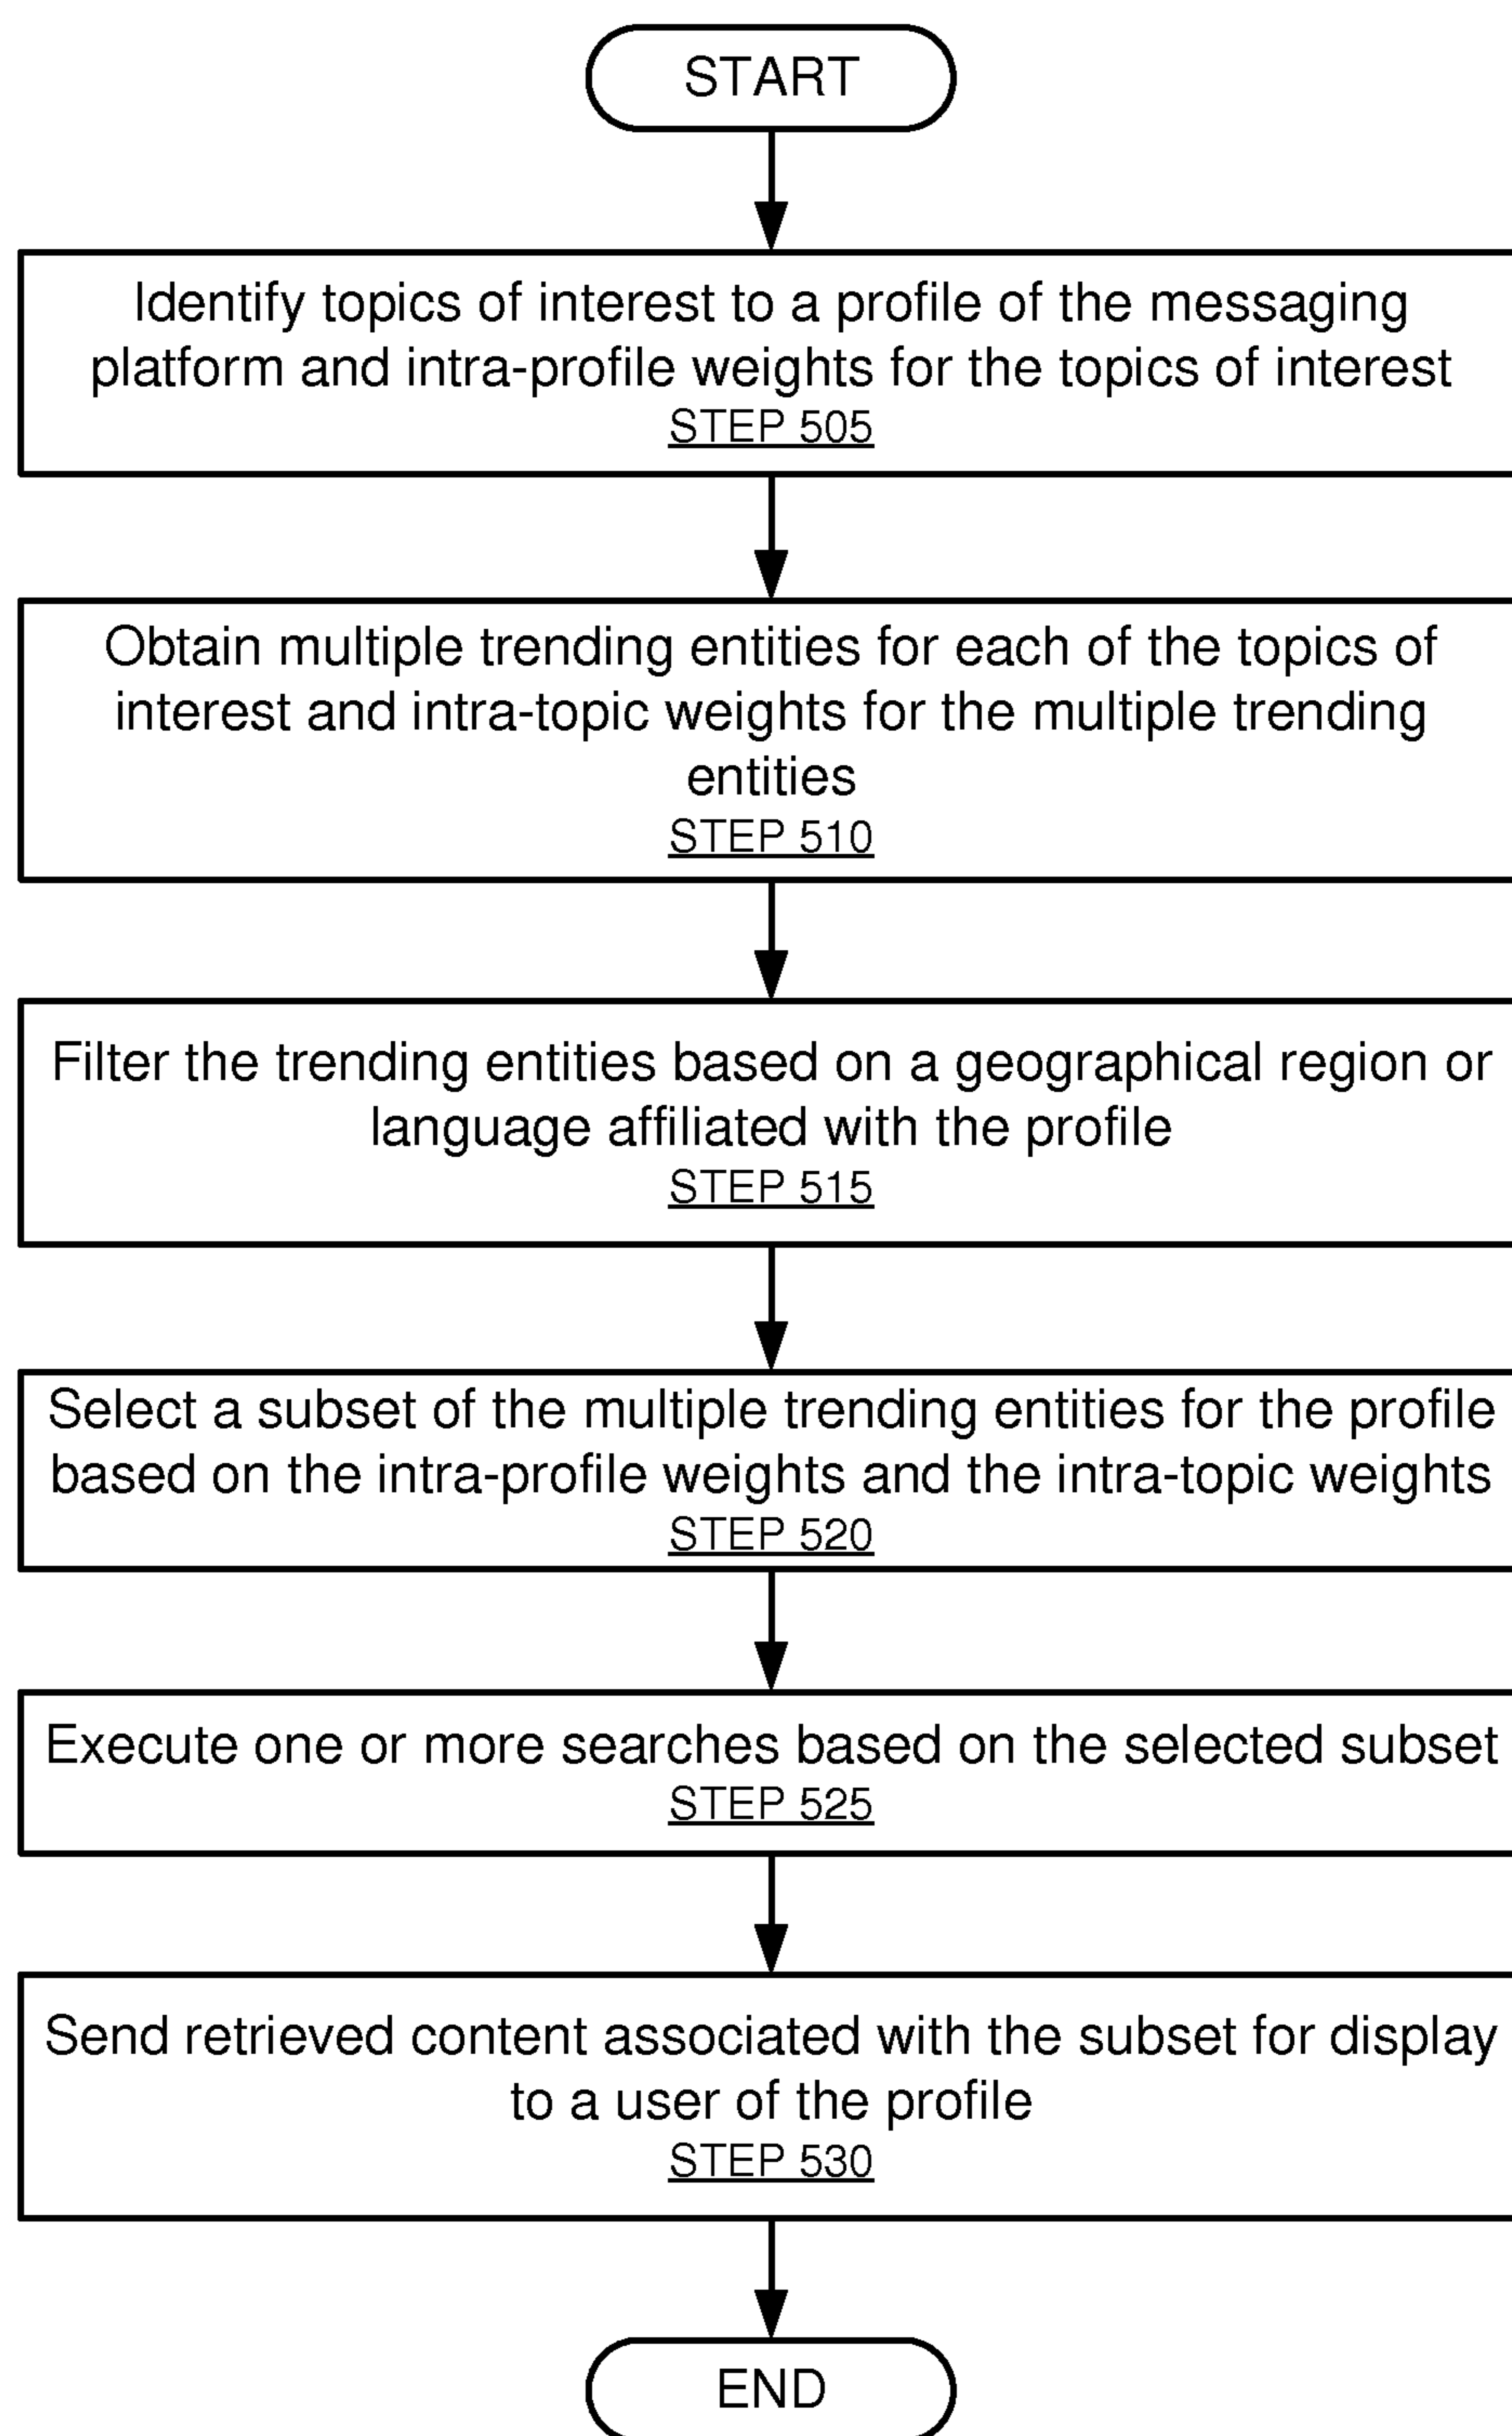 START
Identify topics of interest to a profile of the messaging
platform and intra-profile weights for the topics of interest
STEP 505
Obtain multiple trending entities for each of the topics of
interest and intra-topic weights for the multiple trending
entities
STEP 510
Filter the trending entities based on a geographical region or
language affiliated with the profile
STEP 515
Select a subset of the multiple trending entities for the profile
based on the intra-profile weights and the intra-topic weights
STEP 520
Execute one or more searches based on the selected subset
STEP 525
Send retrieved content associated with the subset for display
to a user of the profile
STEP 530
END